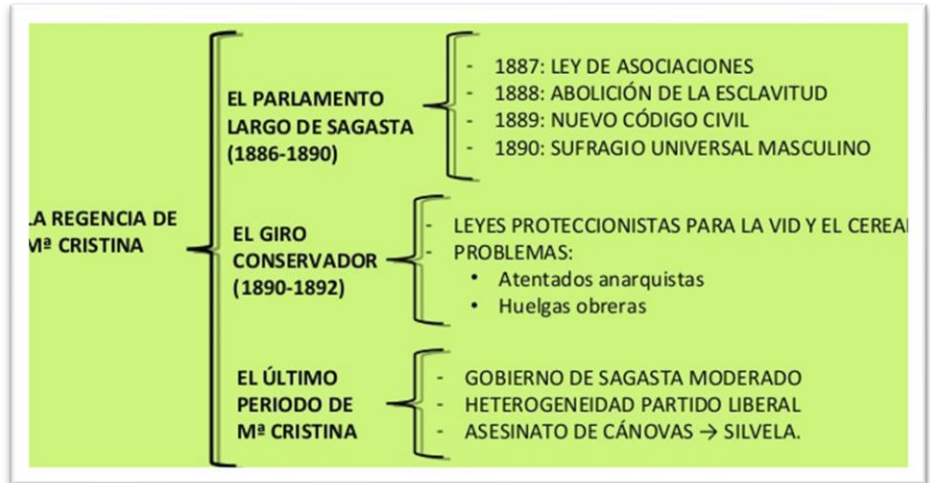 LA REGENCIA DE
Mª CRISTINA
EL PARLAMENTO
LARGO DE SAGASTA
(1886-1890)
- 1887: LEY DE ASOCIACIONES
- 1888: ABOLICIÓN DE LA ESCLAVITUD
- 1889: NUEVO CÓDIGO CIVIL
- 1890: SUFRAGIO UNIVERSAL MASCULINO
EL GIRO
CONSERVADOR
(1890-1892)
- LEYES PROTECCIONISTAS PARA LA VID Y EL CEREAL
- PROBLEMAS:
• Atentados anarquistas
• Huelgas obreras
EL ÚLTIMO
PERIODO DE
Mª CRISTINA
- GOBIERNO DE SAGASTA MODERADO
- HETEROGENEIDAD PARTIDO LIBERAL
- ASESINATO DE CÁNOVAS → SILVELA.